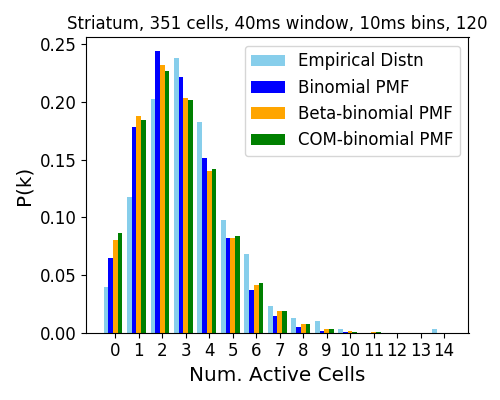 Striatum, 351 cells, 40ms window, 10ms bins, 120
Empirical Distn
Binomial PMF
Beta-binomial PMF
COM-binomial PMF
P(k)
0.25
0.20
0.15
0.10
0.05
0.00
0 1 2 3 4 5 6 7 8 9 10 11 12 13 14
Num. Active Cells